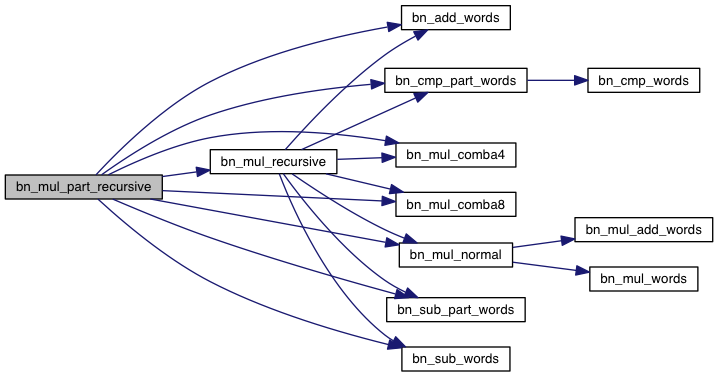 bn_add_words
bn_cmp_part_words
bn_cmp_words
bn_mul_comba4
bn_mul_recursive
bn_mul_part_recursive
bn_mul_comba8
bn_mul_add_words
bn_mul_normal
bn_mul_words
bn_sub_part_words
bn_sub_words